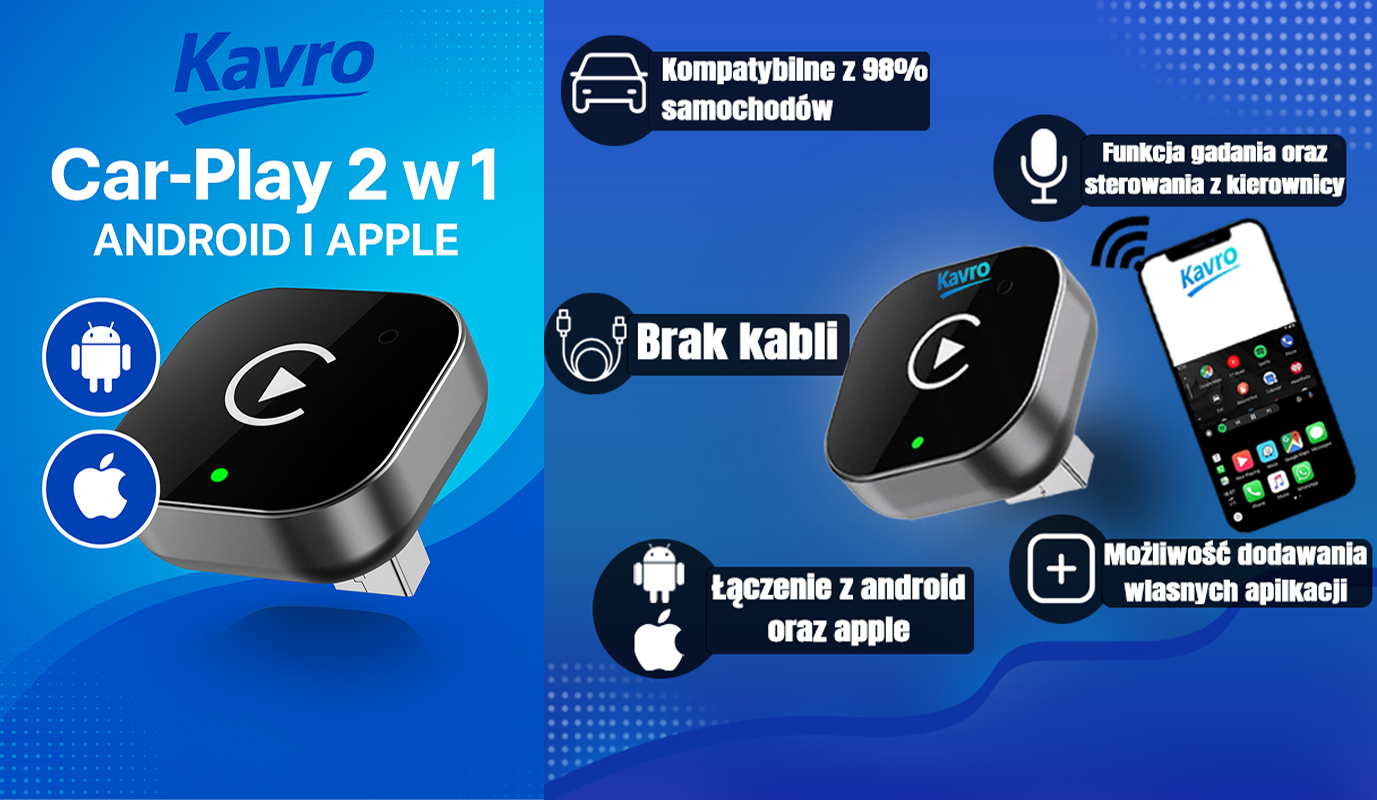 Kavro
Car-Play 2 w 1
ANDROID I APPLE
Kompatybilne z 98%
samochodów
Funkcja gadania oraz
sterowania z kierownicy
Kavro
Kavro
Brak kabli
Łączenie z android
oraz apple
Możliwość dodawania
wlasnych apilkacji